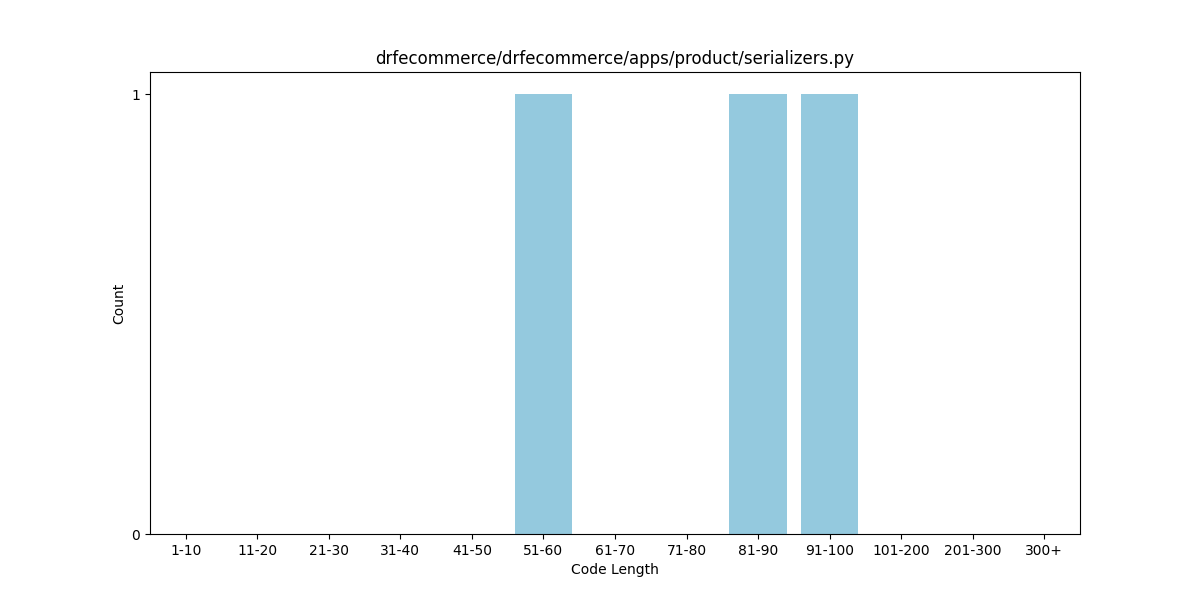 drfecommerce/drfecommerce/apps/product/serializers.py
1
Count
0
1-10 11-20 21-30 31-40 41-50 51-60 61-70 71-80 81-90 91-100 101-200 201-300 300+
Code Length